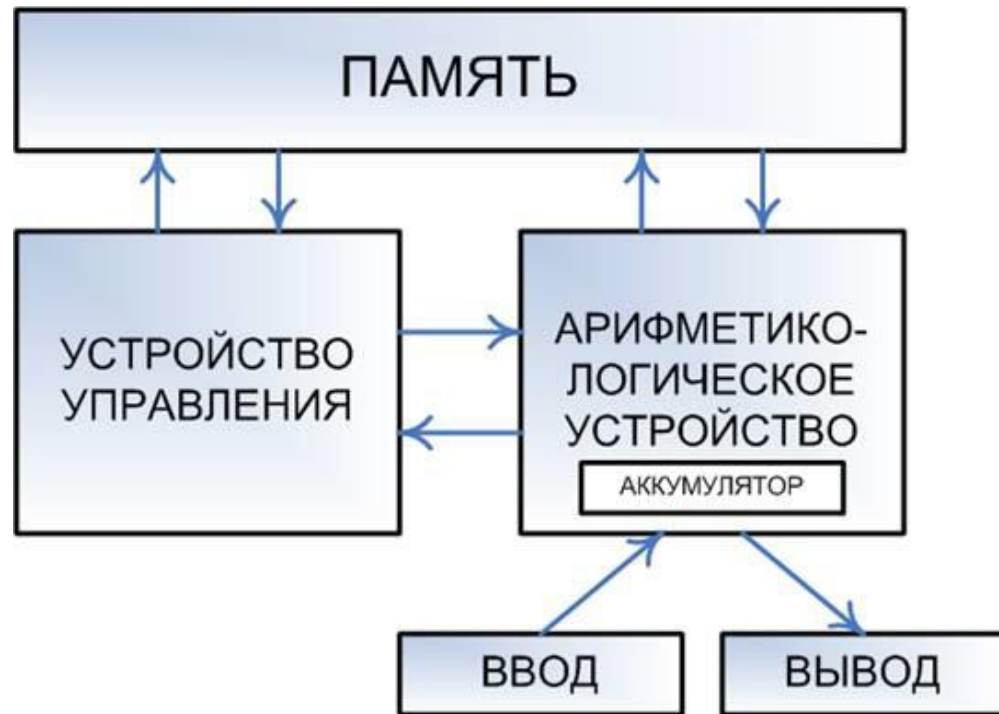 ПАМЯТЬ
УСТРОЙСТВО
УПРАВЛЕНИЯ
АРИФМЕТИКО-
ЛОГИЧЕСКОЕ
УСТРОЙСТВО
АККУМУЛЯТОР
ВВОД
ВЫВОД